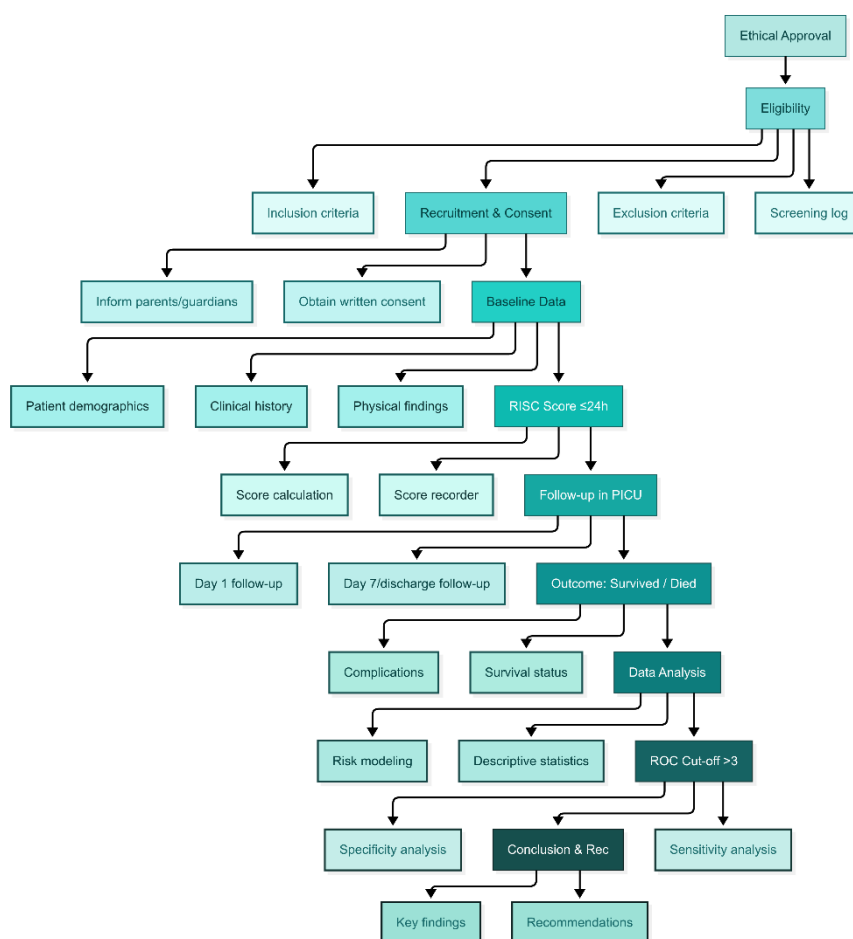 Ethical Approval
Eligibility
Inclusion criteria
Recruitment & Consent
Exclusion criteria
Screening log
Inform parents/guardians
Obtain written consent
Baseline Data
Patient demographics
Clinical history
Physical findings
RISC Score ≤24h
Score calculation
Score recorder
Follow-up in PICU
Day 1 follow-up
Day 7/discharge follow-up
Outcome: Survived / Died
Complications
Survival status
Data Analysis
Risk modeling
Descriptive statistics
ROC Cut-off >3
Specificity analysis
Conclusion & Rec
Sensitivity analysis
Key findings
Recommendations